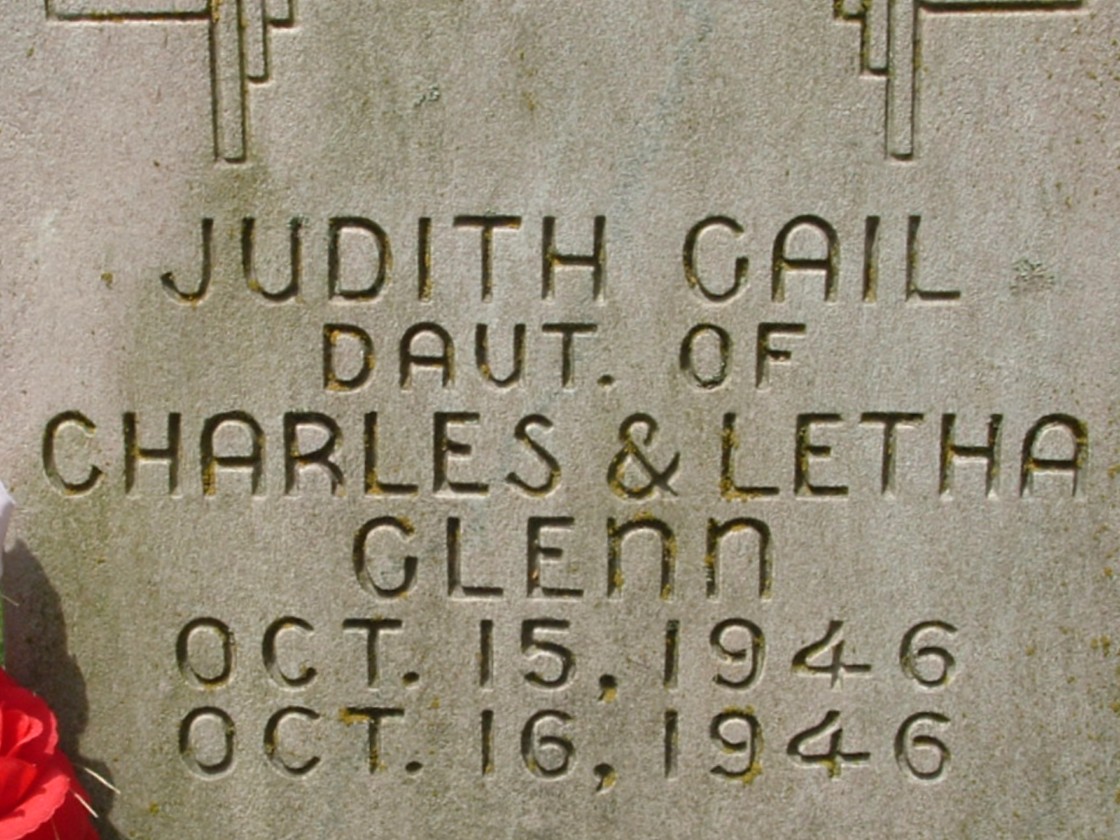 JUDITH GAIL
DAUT. OF
CHARLES & LETHA
GLENN
OCT. 15, 1946
OCT. 16, 1946